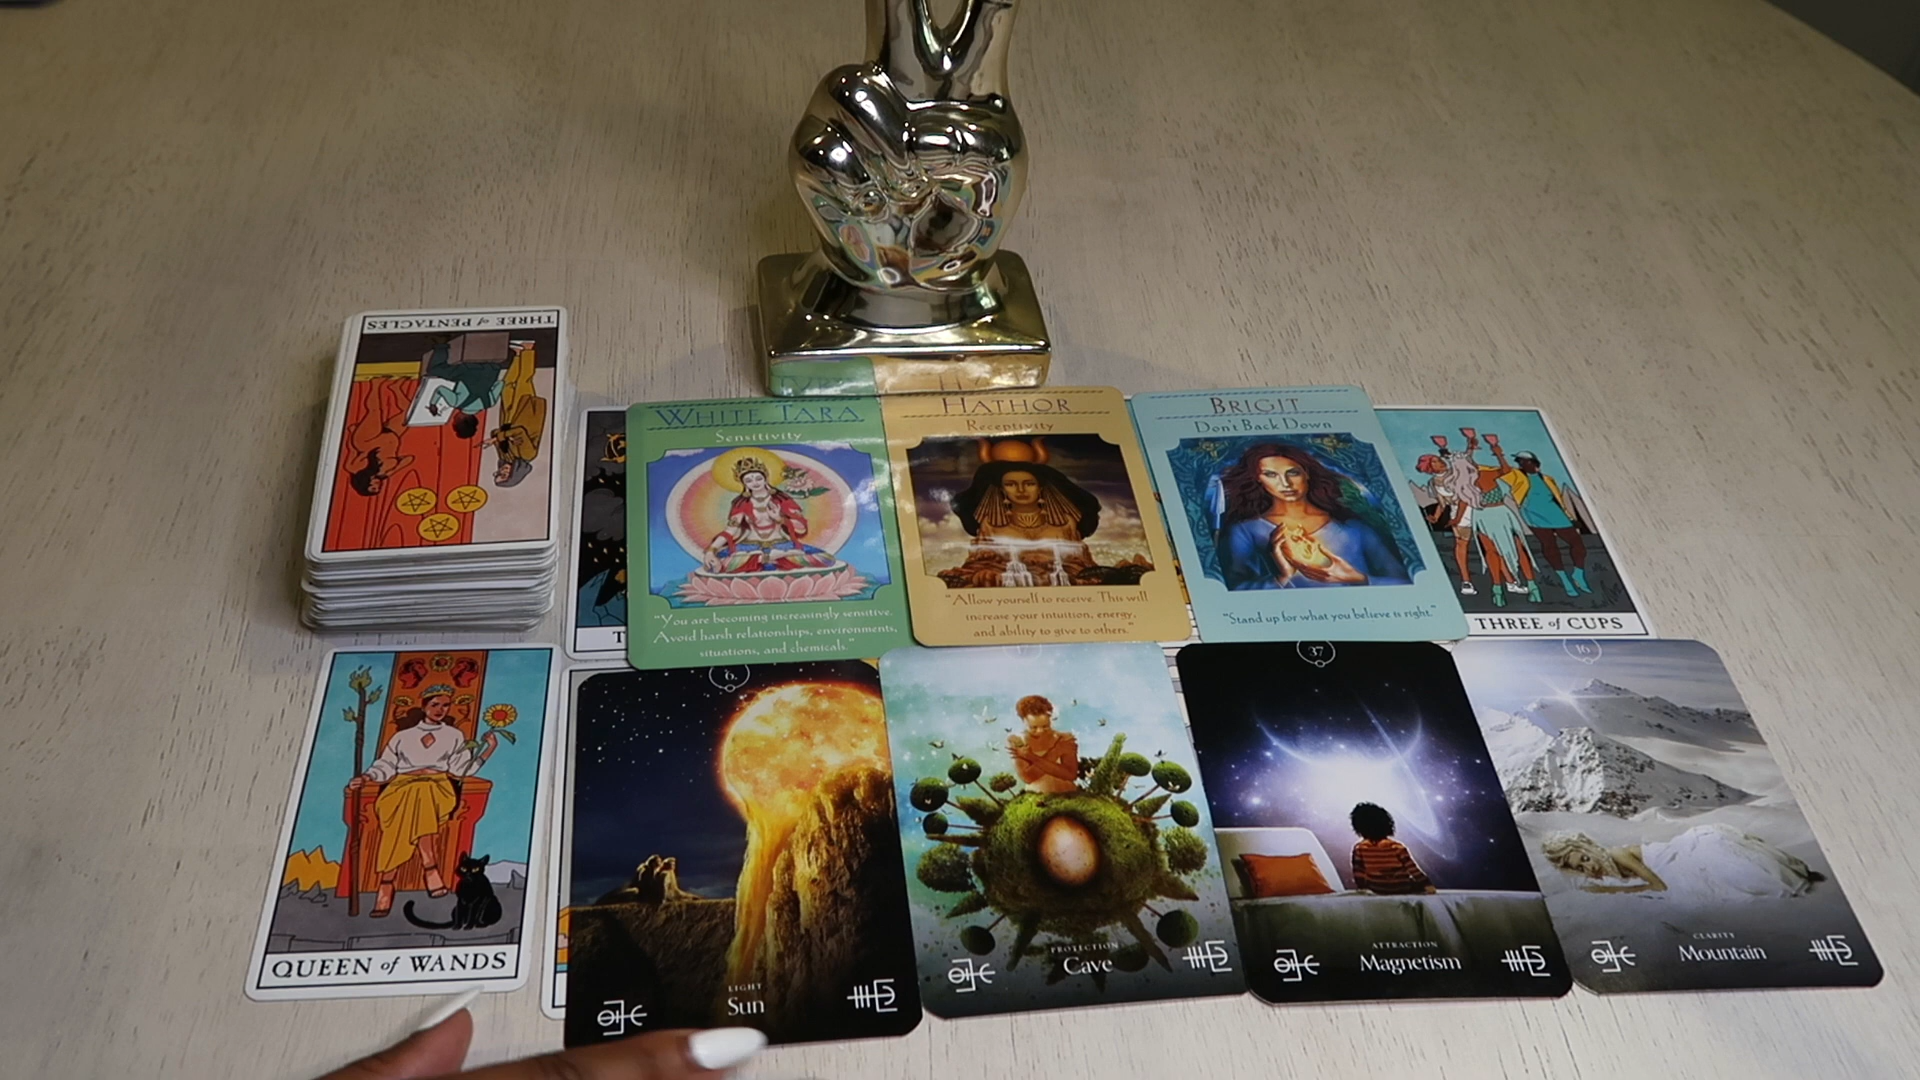 THREE of PENTACLES
WHITE TARA
Sensitivity
"You are becoming increasingly sensitive.
Avoid harsh relationships, environments,
situations, and chemicals."
HATHOR
Receptivity
"Allow yourself to receive. This will
increase your intuition, energy,
and ability to give to others."
BRIGIT
Don't Back Down
"Stand up for what you believe is right."
T
THREE of CUPS
QUEEN of WANDS
6.
LIGHT
Sun
PROTECTION
Cave
37
ATTRACTION
Magnetism
16
CLARITY
Mountain